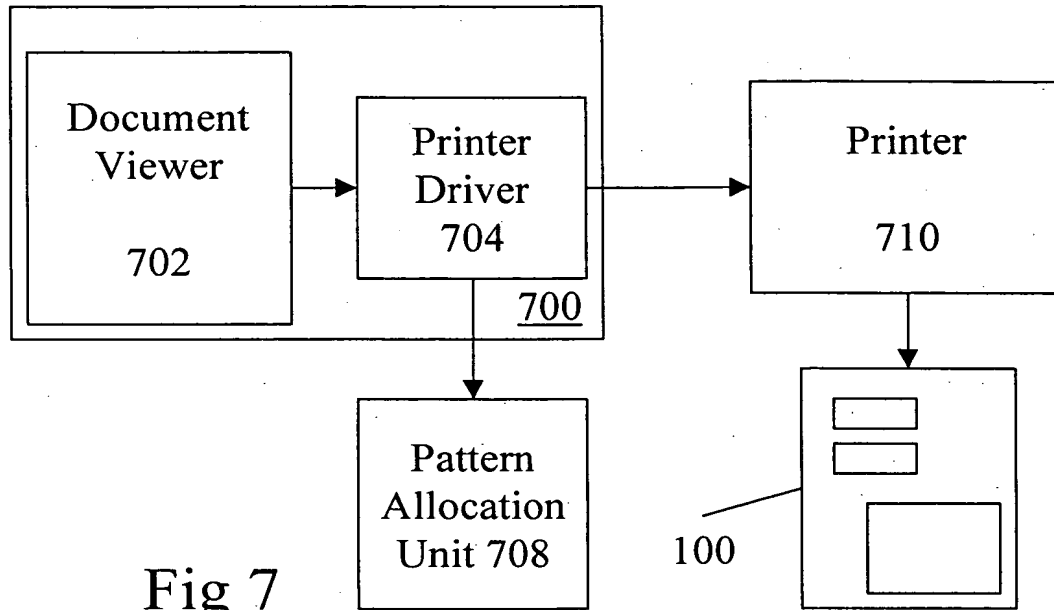 Document
Viewer
702
Printer
Driver
704
700
Printer
710
Pattern
Allocation
Unit 708
100
Fig 7